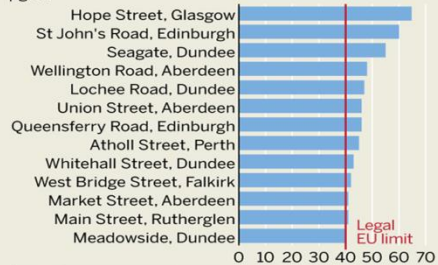 Hope Street, Glasgow
St John's Road, Edinburgh
Seagate, Dundee
Wellington Road, Aberdeen
Lochee Road, Dundee
Union Street, Aberdeen
Queensferry Road, Edinburgh
Atholl Street, Perth
Whitehall Street, Dundee
West Bridge Street, Falkirk
Market Street, Aberdeen
Main Street, Rutherglen
Meadowside, Dundee
Legal
EU limit
0 10 20 30 40 50 60 70